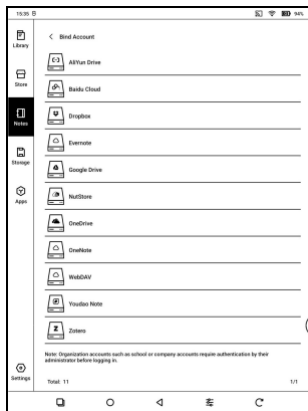 15:35
94%
Library
Bind Account
AliYun Drive
Store
Baidu Cloud
Dropbox
Notes
Evernote
Storage
Google Drive
NutStore
Apps
OneDrive
OneNote
WebDAV
Youdao Note
Z
Zotero
Note: Organization accounts such as school or company accounts require authentication by their
administrator before logging in.
Settings
Total: 11
1/1